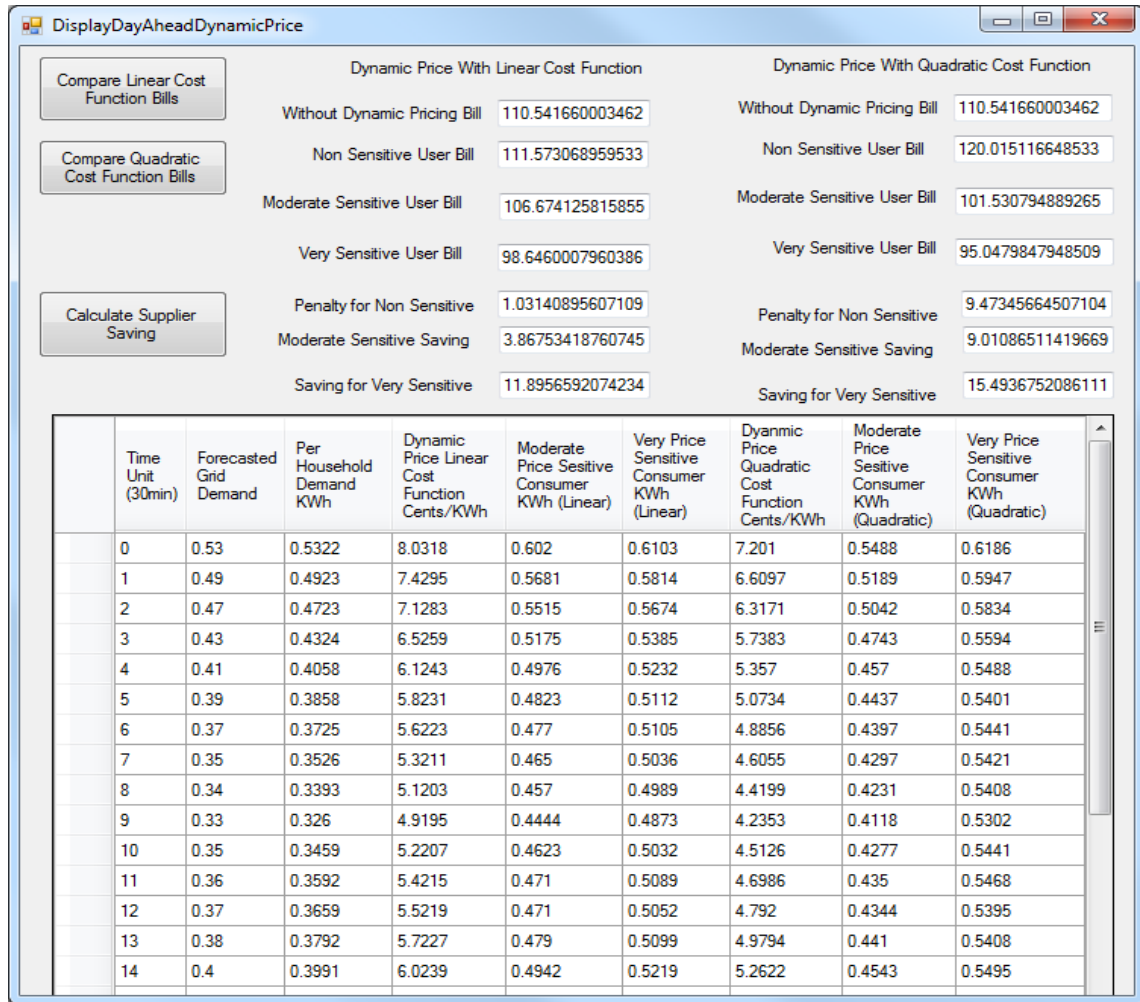 DisplayDayAheadDynamicPrice
Compare Linear Cost
Function Bills
Compare Quadratic
Cost Function Bills
Calculate Supplier
Saving
Dynamic Price With Linear Cost Function
Without Dynamic Pricing Bill 110.541660003462
Non Sensitive User Bill 111.573068959533
Moderate Sensitive User Bill 106.674125815855
Very Sensitive User Bill 98.6460007960386
Penalty for Non Sensitive 1.03140895607109
Moderate Sensitive Saving 3.86753418760745
Saving for Very Sensitive 11.8956592074234
Dynamic Price With Quadratic Cost Function
Without Dynamic Pricing Bill 110.541660003462
Non Sensitive User Bill 120.015116648533
Moderate Sensitive User Bill 101.530794889265
Very Sensitive User Bill 95.0479847948509
Penalty for Non Sensitive 9.47345664507104
Moderate Sensitive Saving 9.01086511419669
Saving for Very Sensitive 15.4936752086111
Time
Unit
(30min)
Forecasted
Grid
Demand
Per
Household
Demand
KWh
Dynamic
Price Linear
Cost
Function
Cents/KWh
Moderate
Price Sesitive
Consumer
KWh (Linear)
Very Price
Sensitive
Consumer
KWh
(Linear)
Dyanmic
Price
Quadratic
Cost
Function
Cents/KWh
Moderate
Price
Sesitive
Consumer
KWh
(Quadratic)
Very Price
Sensitive
Consumer
KWh
(Quadratic)
0 0.53 0.5322 8.0318 0.602 0.6103 7.201 0.5488 0.6186
1 0.49 0.4923 7.4295 0.5681 0.5814 6.6097 0.5189 0.5947
2 0.47 0.4723 7.1283 0.5515 0.5674 6.3171 0.5042 0.5834
3 0.43 0.4324 6.5259 0.5175 0.5385 5.7383 0.4743 0.5594
4 0.41 0.4058 6.1243 0.4976 0.5232 5.357 0.457 0.5488
5 0.39 0.3858 5.8231 0.4823 0.5112 5.0734 0.4437 0.5401
6 0.37 0.3725 5.6223 0.477 0.5105 4.8856 0.4397 0.5441
7 0.35 0.3526 5.3211 0.465 0.5036 4.6055 0.4297 0.5421
8 0.34 0.3393 5.1203 0.457 0.4989 4.4199 0.4231 0.5408
9 0.33 0.326 4.9195 0.4444 0.4873 4.2353 0.4118 0.5302
10 0.35 0.3459 5.2207 0.4623 0.5032 4.5126 0.4277 0.5441
11 0.36 0.3592 5.4215 0.471 0.5089 4.6986 0.435 0.5468
12 0.37 0.3659 5.5219 0.471 0.5052 4.792 0.4344 0.5395
13 0.38 0.3792 5.7227 0.479 0.5099 4.9794 0.441 0.5408
14 0.4 0.3991 6.0239 0.4942 0.5219 5.2622 0.4543 0.5495